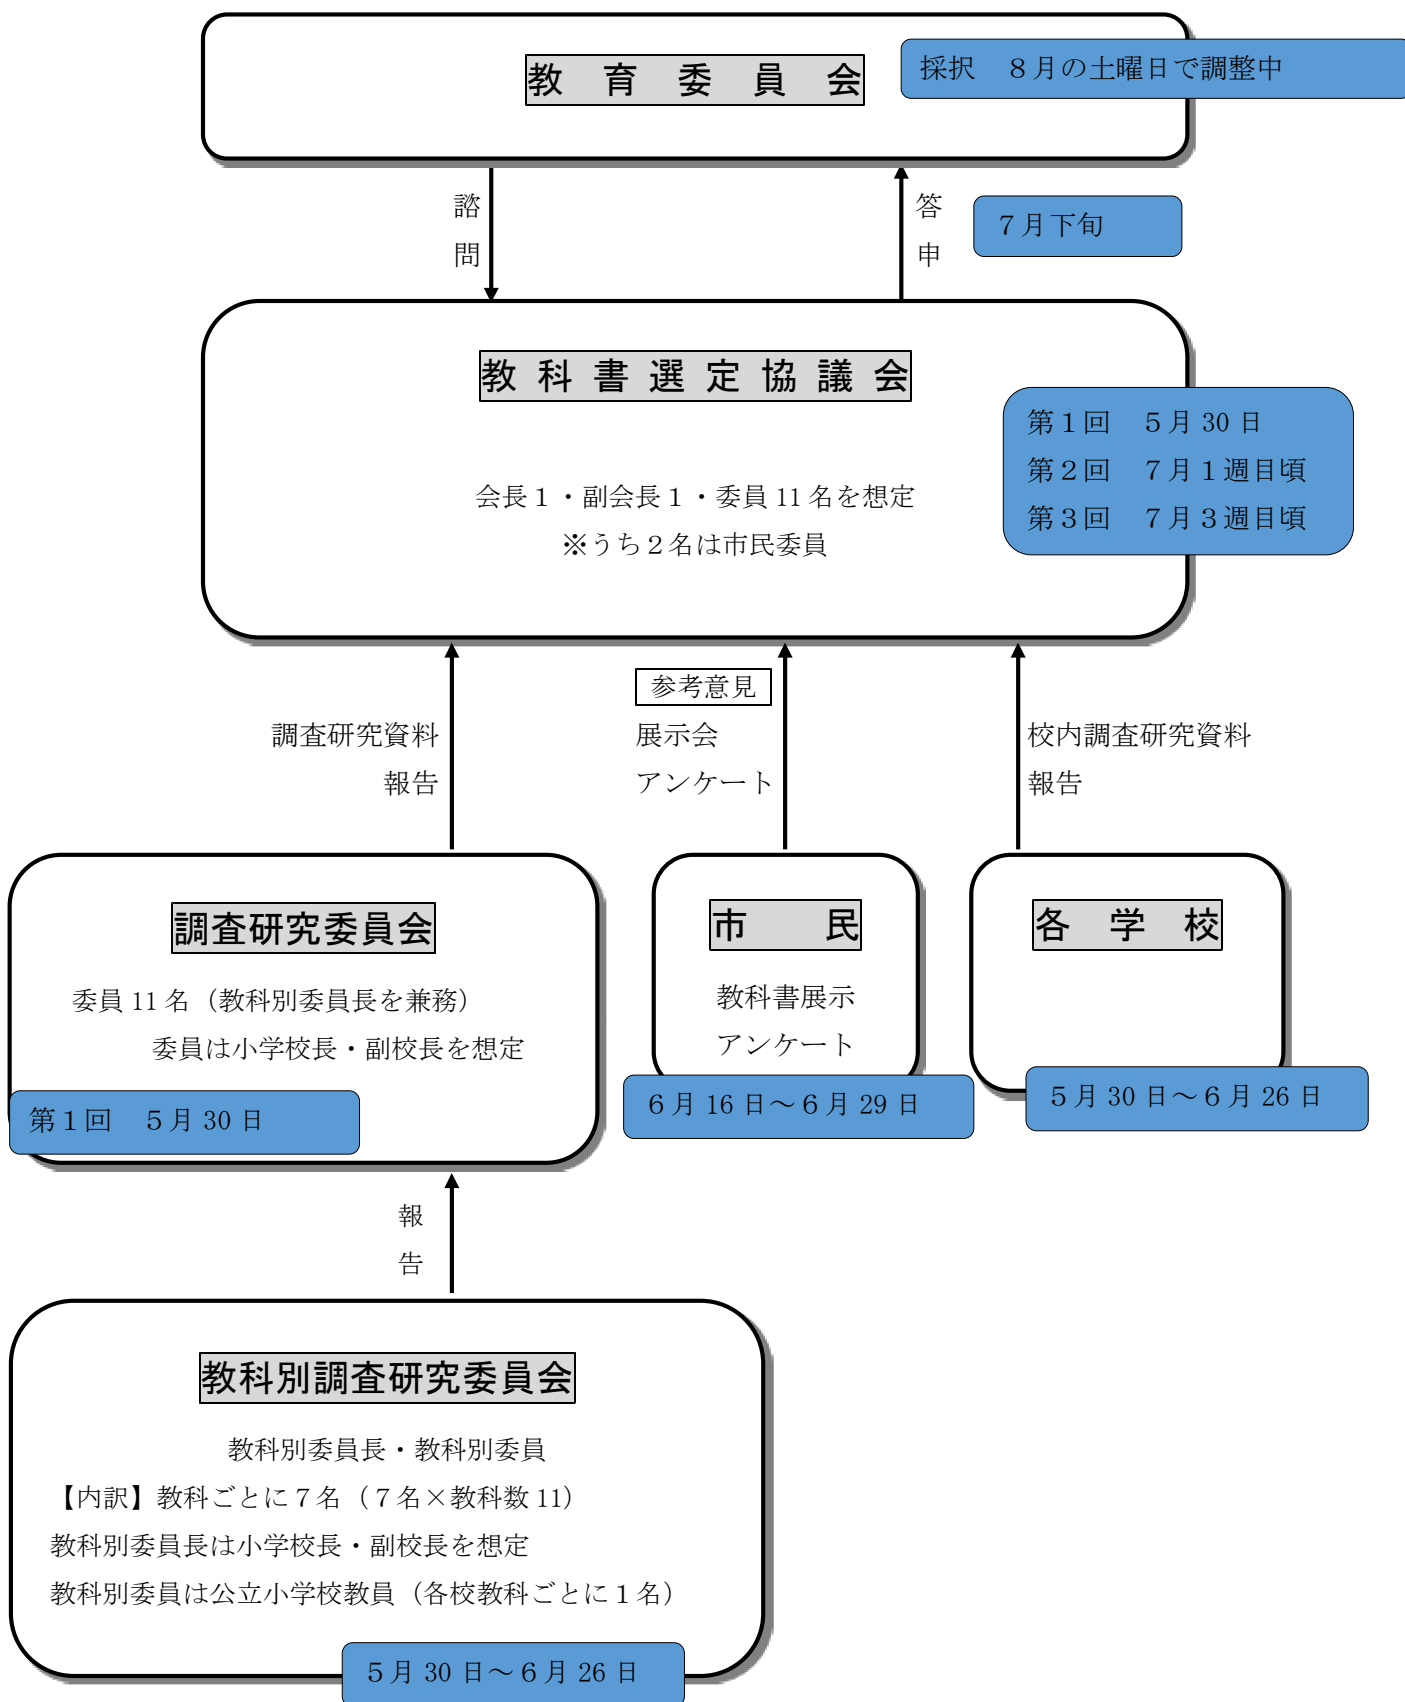 教育委員会
採択　８月の土曜日で調整中
諮問
答申
７月下旬
教科書選定協議会
第１回　５月 30 日
第２回　７月１週目頃
第３回　７月３週目頃
会長１・副会長１・委員 11 名を想定
※うち２名は市民委員
調査研究資料
報告
参考意見
展示会
アンケート
校内調査研究資料
報告
調査研究委員会
委員 11 名（教科別委員長を兼務）
委員は小学校長・副校長を想定
第１回　５月 30 日
市民
教科書展示
アンケート
６月 16 日～６月 29 日
各学校
５月 30 日～６月 26 日
報告
教科別調査研究委員会
教科別委員長・教科別委員
【内訳】教科ごとに７名（７名×教科数 11）
教科別委員長は小学校長・副校長を想定
教科別委員は公立小学校教員（各校教科ごとに１名）
５月 30 日～６月 26 日